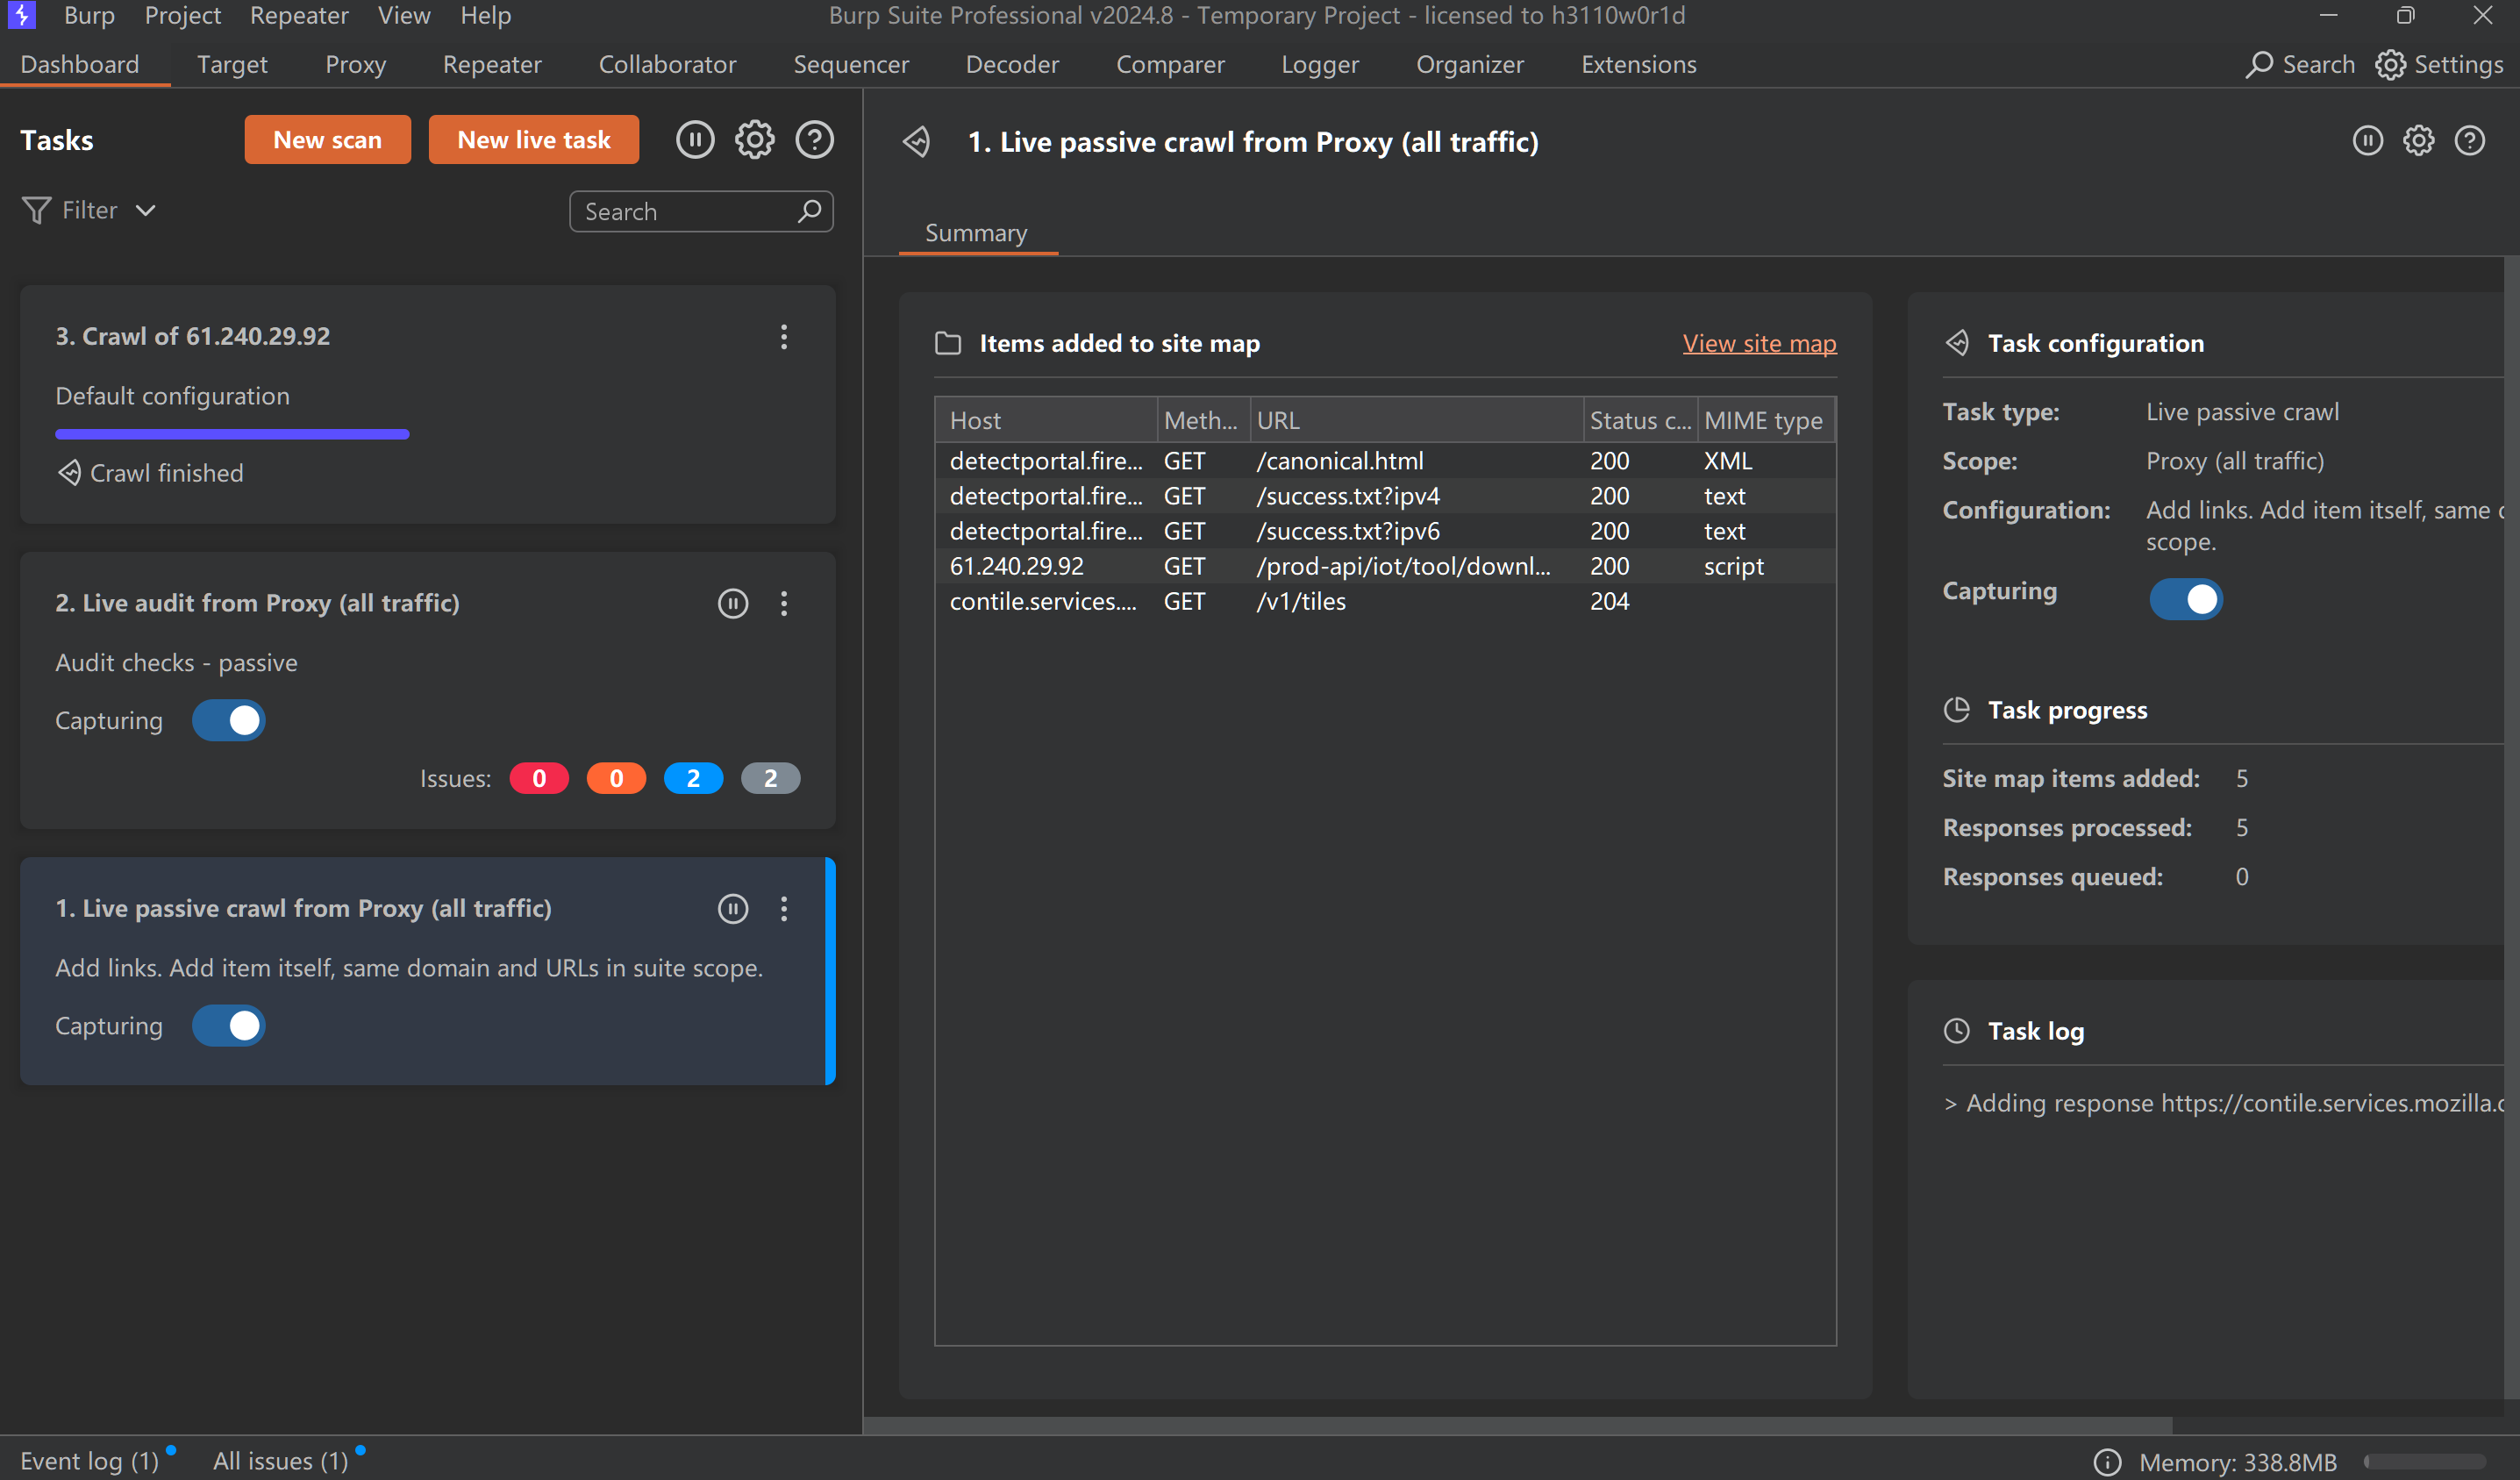 Burp Project Repeater View Help
Burp Suite Professional v2024.8 - Temporary Project - licensed to h3110w0r1d
Dashboard Target Proxy Repeater Collaborator Sequencer Decoder Comparer Logger Organizer Extensions
Search Settings
Tasks New scan New live task
Filter Search
3. Crawl of 61.240.29.92
Default configuration
Crawl finished
2. Live audit from Proxy (all traffic)
Audit checks - passive
Capturing
Issues: 0 0 2 2
1. Live passive crawl from Proxy (all traffic)
Add links. Add item itself, same domain and URLs in suite scope.
Capturing
1. Live passive crawl from Proxy (all traffic)
Summary
Items added to site map View site map
Host Meth... URL Status c... MIME type
detectportal.fire... GET /canonical.html 200 XML
detectportal.fire... GET /success.txt?ipv4 200 text
detectportal.fire... GET /success.txt?ipv6 200 text
61.240.29.92 GET /prod-api/iot/tool/downl... 200 script
contile.services.... GET /v1/tiles 204
Task configuration
Task type: Live passive crawl
Scope: Proxy (all traffic)
Configuration: Add links. Add item itself, same
scope.
Capturing
Task progress
Site map items added: 5
Responses processed: 5
Responses queued: 0
Task log
> Adding response https://contile.services.mozilla.
Event log (1) All issues (1)
Memory: 338.8MB